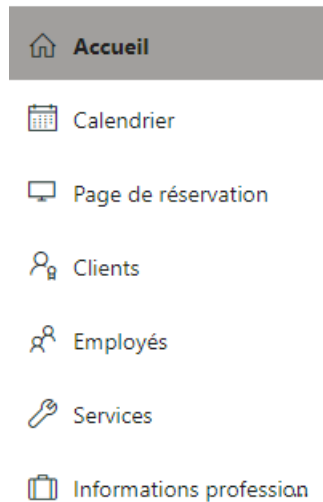 Accueil
Calendrier
Page de réservation
Clients
Employés
Services
Informations profession